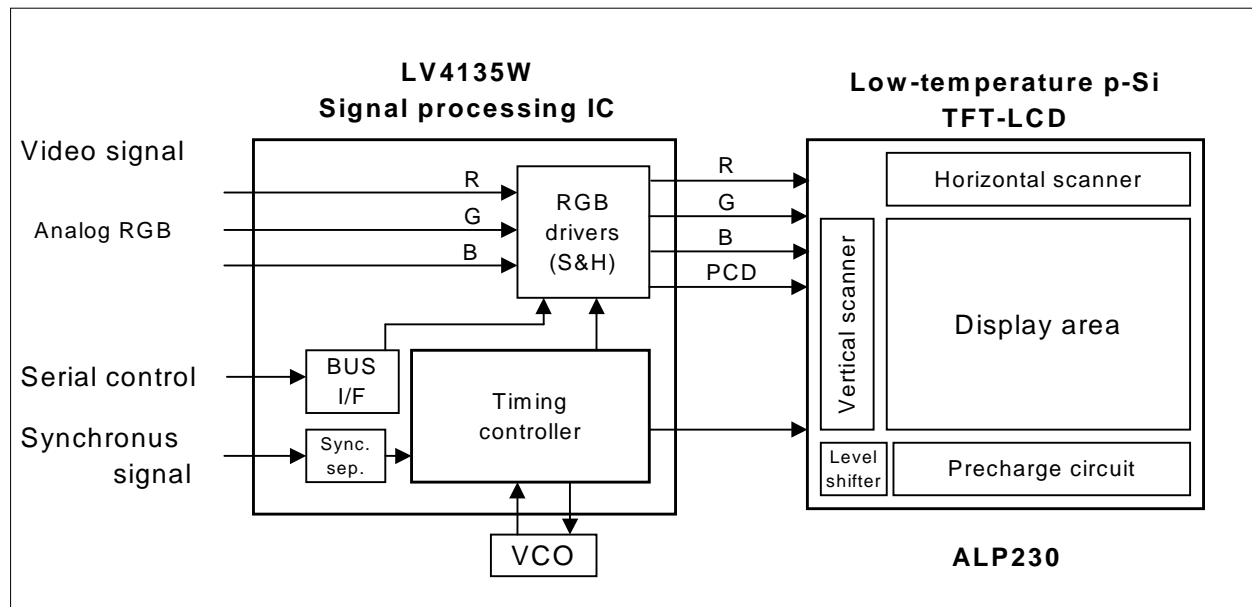 LV4135W
Signal processing IC
Low-temperature p-Si
TFT-LCD
Video signal
Analog RGB
R
G
B
RGB
drivers
(S&H)
R
G
B
PCD
Horizontal scanner
Vertical scanner
Display area
Serial control
BUS
I/F
Timing
controller
Synchronus
signal
Sync.
sep.
Level
shifter
Precharge circuit
VCO
ALP230